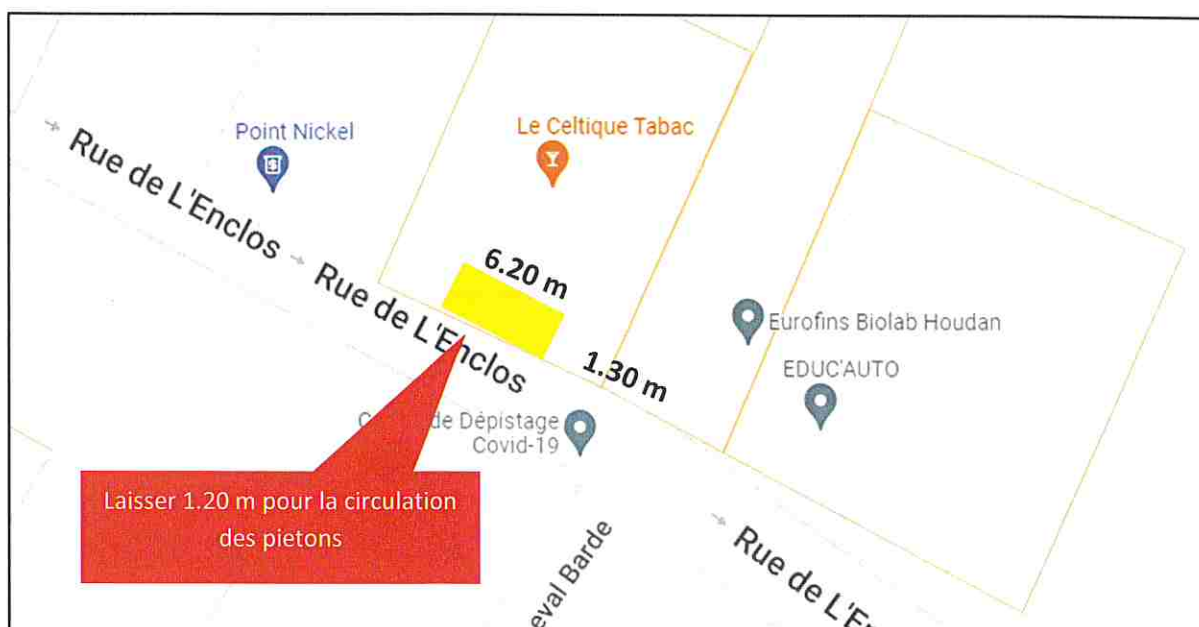 Point Nickel
Le Celtique Tabac
Rue de L'Enclos
Rue de L'Enclos
6.20 m
1.30 m
Eurofins Biolab Houdan
EDUC'AUTO
de Dépistage
Covid-19
Laisser 1.20 m pour la circulation
des pietons
Barde
Rue de